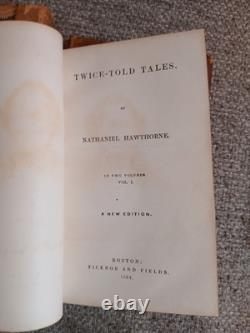 TWICE-TOLD TALES.
BY
NATHANIEL HAWTHORNE.
IN TWO VOLUMES
VOL. I.
A NEW EDITION.
BOSTON:
TICKNOR AND FIELDS.